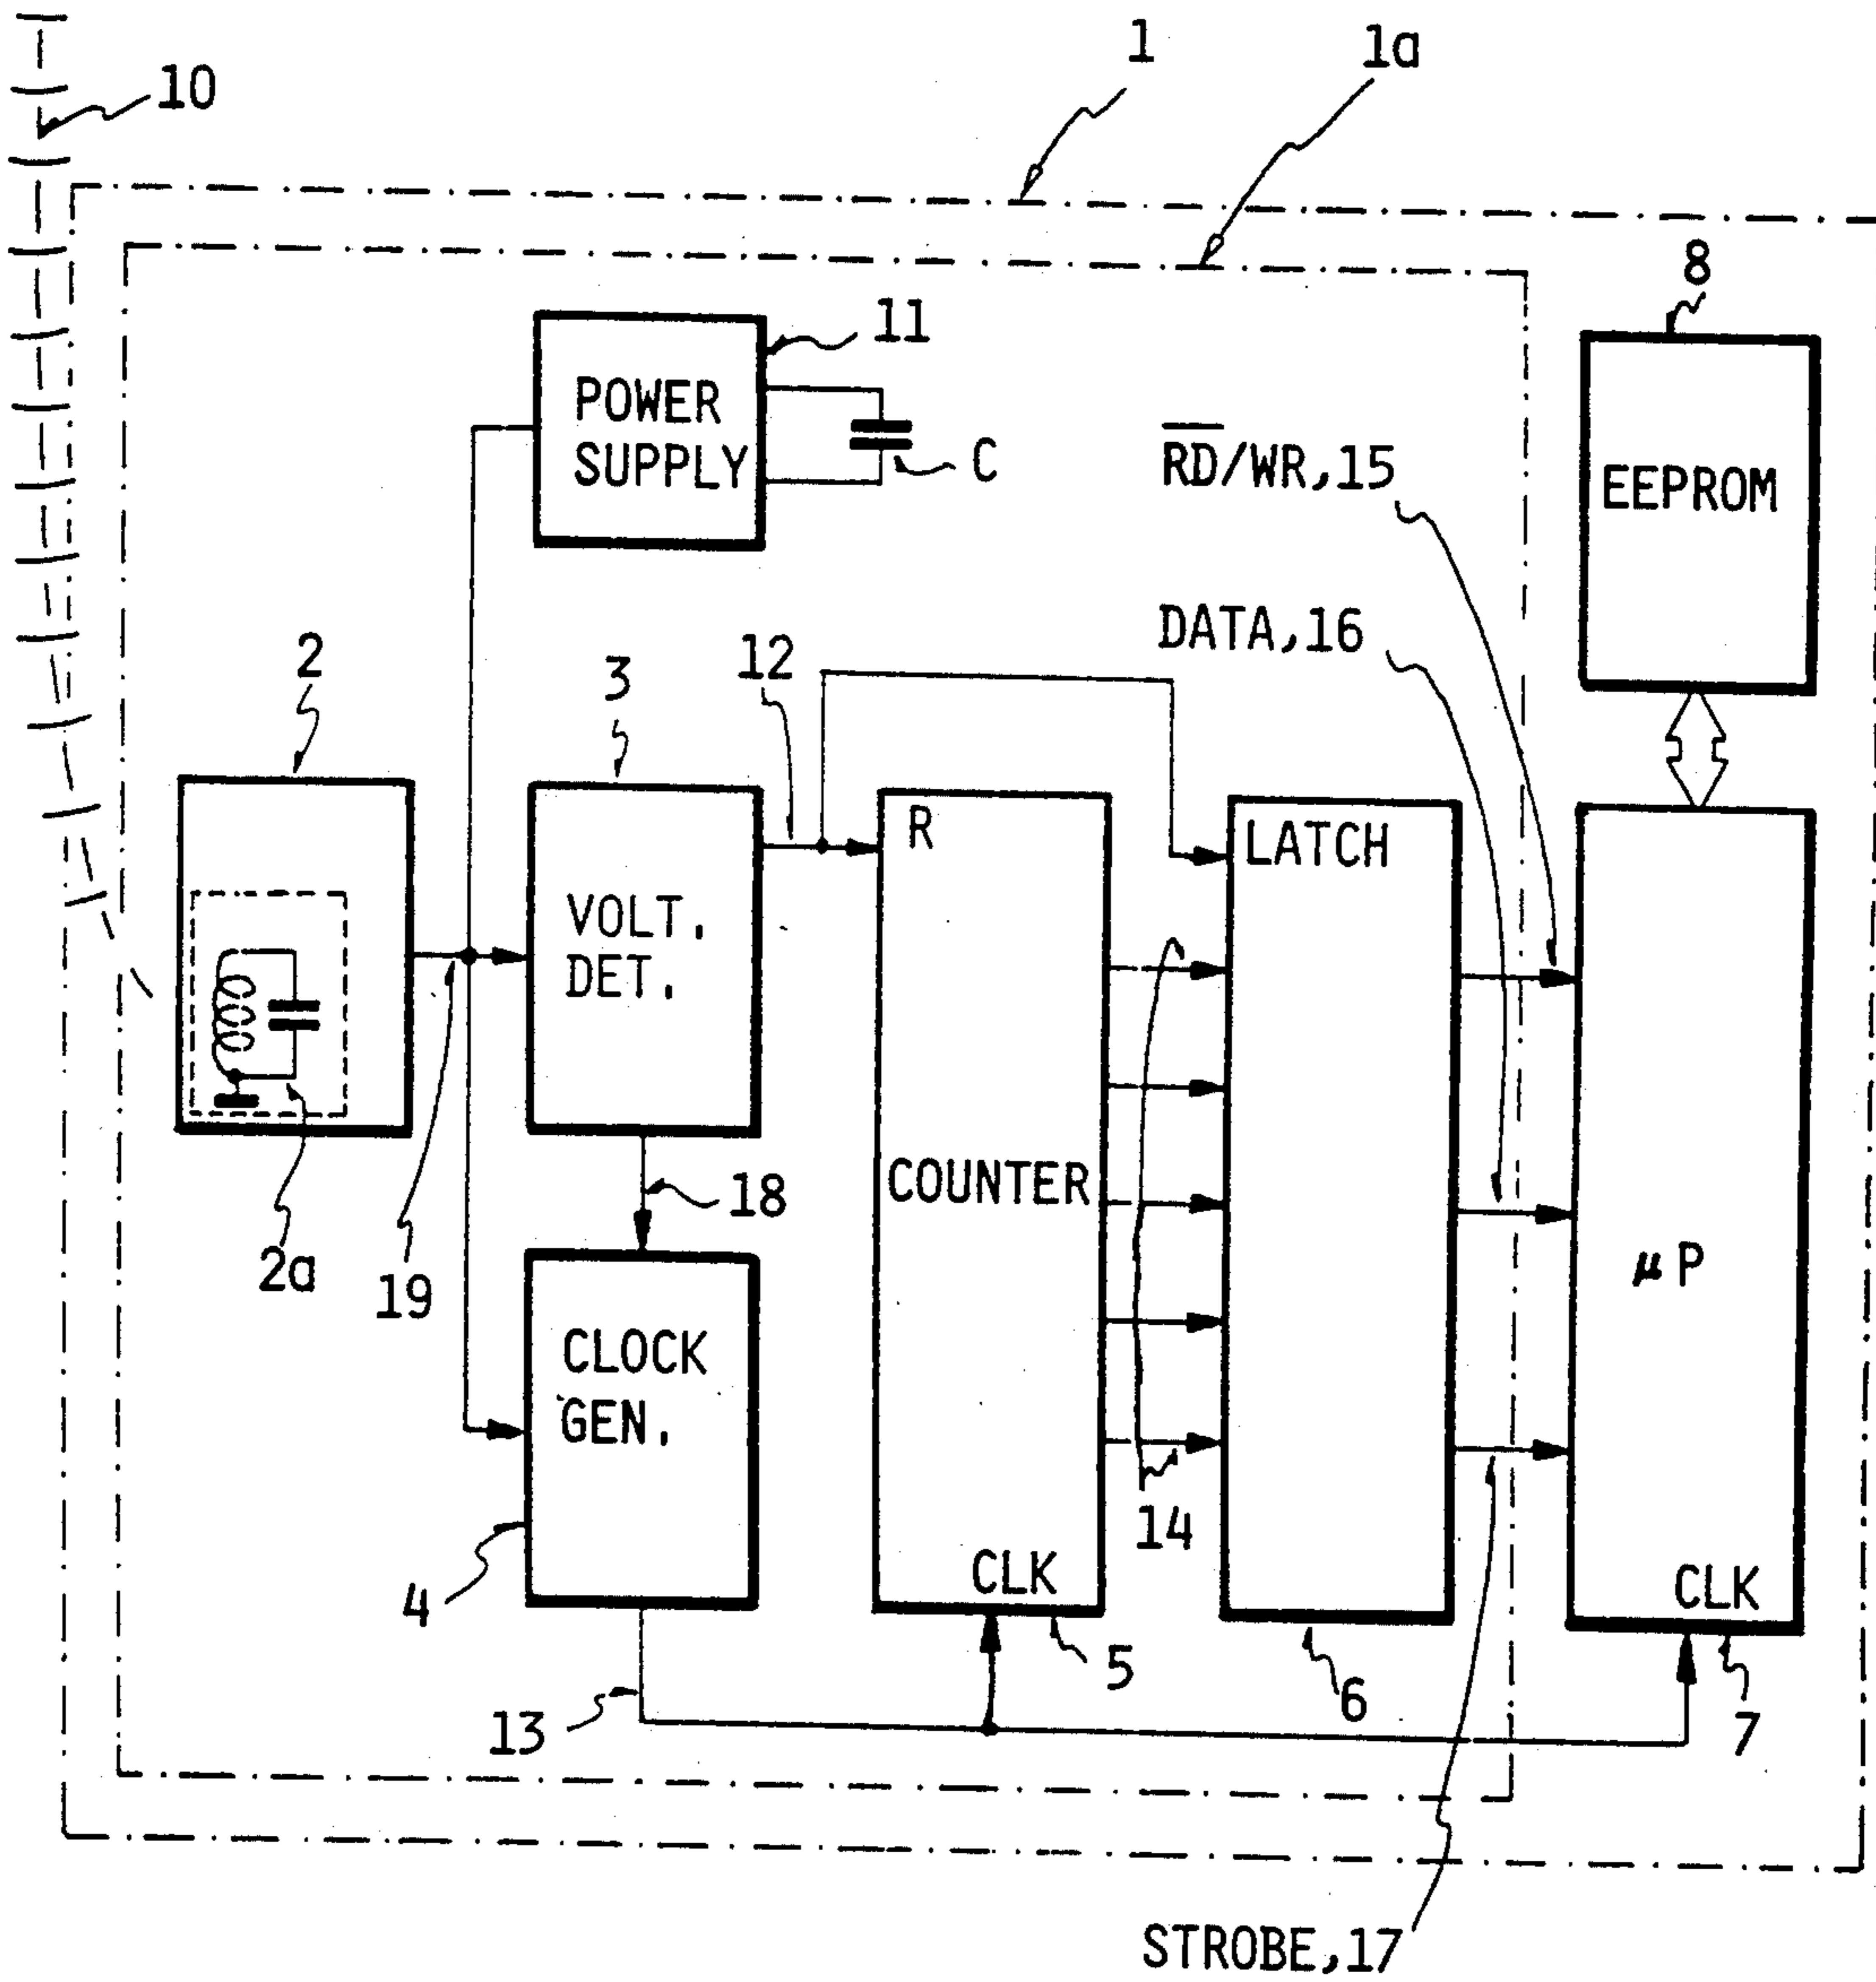 1
1a
10
8
11
POWER
SUPPLY
C
R̅D̅/WR,15
EEPROM
DATA,16
2
3
12
R
LATCH
VOLT.
DET.
18
COUNTER
2a
19
μP
CLOCK
GEN.
14
CLK
CLK
4
5
6
7
13
STROBE,17